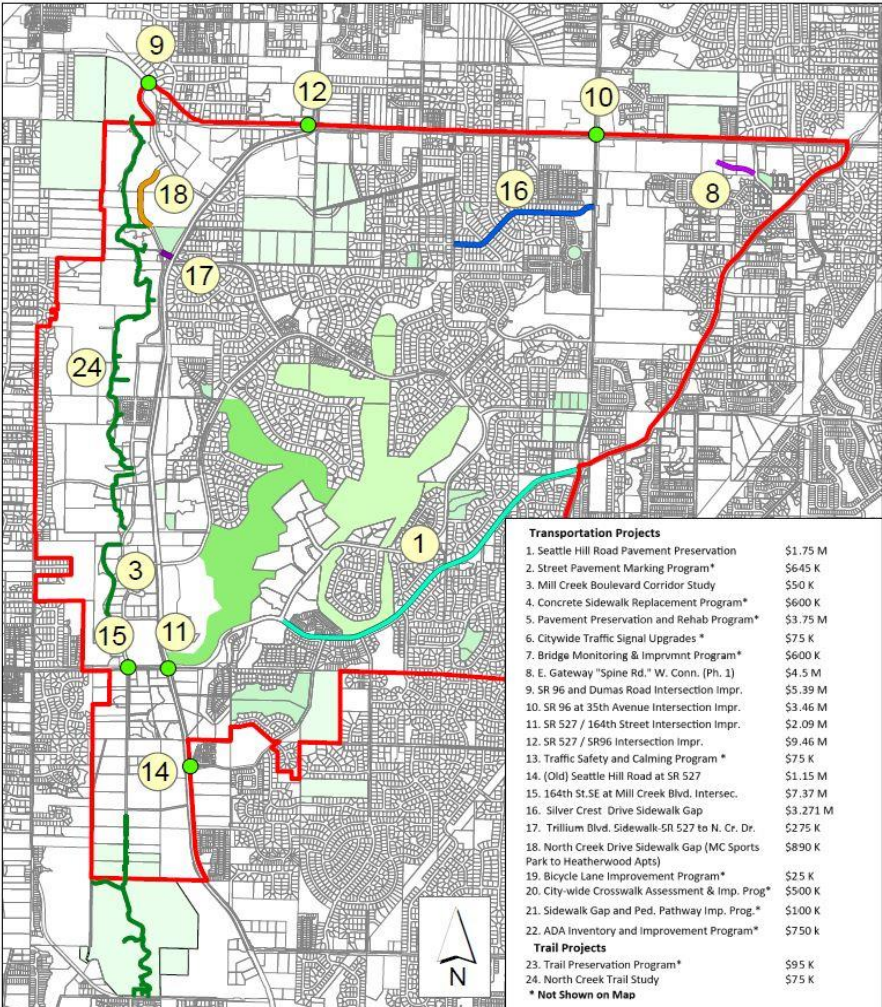 9
12
10
18
16
8
17
24
1
3
15
11
14
N
Transportation Projects
1. Seattle Hill Road Pavement Preservation $1.75 M
2. Street Pavement Marking Program* $645 K
3. Mill Creek Boulevard Corridor Study $50 K
4. Concrete Sidewalk Replacement Program* $600 K
5. Pavement Preservation and Rehab Program* $3.75 M
6. Citywide Traffic Signal Upgrades * $75 K
7. Bridge Monitoring & Imprvmnt Program* $600 K
8. E. Gateway "Spine Rd." W. Conn. (Ph. 1) $4.5 M
9. SR 96 and Dumas Road Intersection Impr. $5.39 M
10. SR 96 at 35th Avenue Intersection Impr. $3.46 M
11. SR 527 / 164th Street Intersection Impr. $2.09 M
12. SR 527 / SR96 Intersection Impr. $9.46 M
13. Traffic Safety and Calming Program * $75 K
14. (Old) Seattle Hill Road at SR 527 $1.15 M
15. 164th St.SE at Mill Creek Blvd. Intersec. $7.37 M
16. Silver Crest Drive Sidewalk Gap $3.271 M
17. Trillium Blvd. Sidewalk-SR 527 to N. Cr. Dr. $275 K
18. North Creek Drive Sidewalk Gap (MC Sports $890 K
Park to Heatherwood Apts)
19. Bicycle Lane Improvement Program* $25 K
20. City-wide Crosswalk Assessment & Imp. Prog* $500 K
21. Sidewalk Gap and Ped. Pathway Imp. Prog.* $100 K
22. ADA Inventory and Improvement Program* $750 k
Trail Projects
23. Trail Preservation Program* $95 K
24. North Creek Trail Study $75 K
* Not Shown on Map